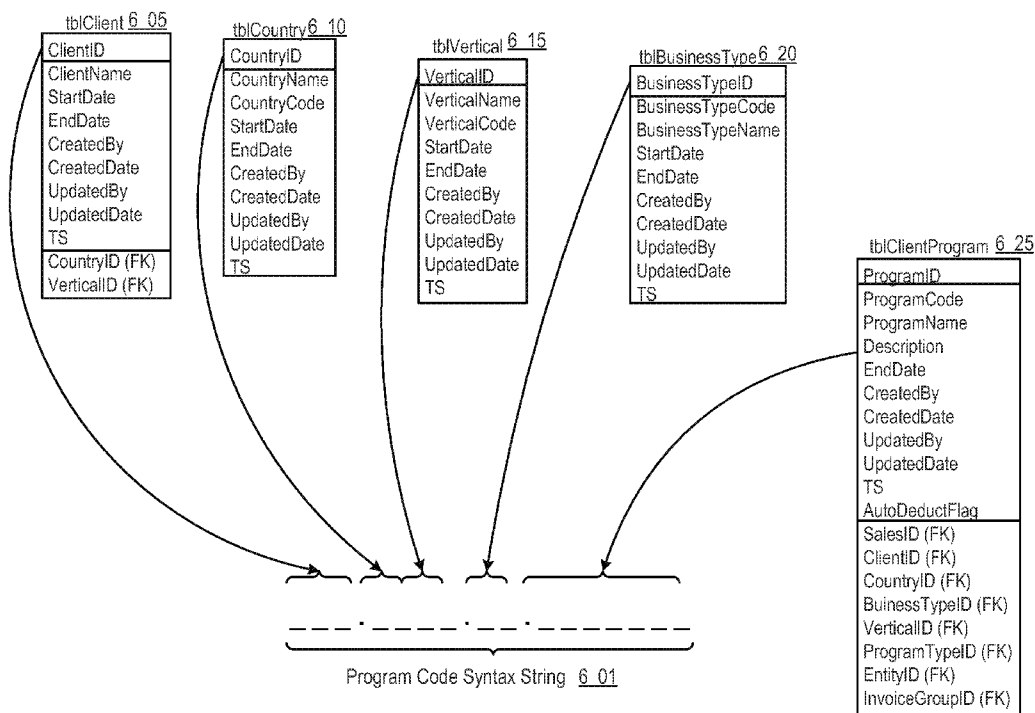 tblClient 6_05
ClientID
ClientName
StartDate
EndDate
CreatedBy
CreatedDate
UpdatedBy
UpdatedDate
TS
CountryID (FK)
VerticalID (FK)
tblCountry 6_10
CountryID
CountryName
CountryCode
StartDate
EndDate
CreatedBy
CreatedDate
UpdatedBy
UpdatedDate
TS
tblVertical 6_15
VerticalID
VerticalName
VerticalCode
StartDate
EndDate
CreatedBy
CreatedDate
UpdatedBy
UpdatedDate
TS
tblBusinessType 6_20
BusinessTypeID
BusinessTypeCode
BusinessTypeName
StartDate
EndDate
CreatedBy
CreatedDate
UpdatedBy
UpdatedDate
TS
tblClientProgram 6_25
ProgramID
ProgramCode
ProgramName
Description
EndDate
CreatedBy
CreatedDate
UpdatedBy
UpdatedDate
TS
AutoDeductFlag
SalesID (FK)
ClientID (FK)
CountryID (FK)
BuinessTypeID (FK)
VerticalID (FK)
ProgramTypeID (FK)
EntityID (FK)
InvoiceGroupID (FK)
_ _ _ _ . _ _ _ _ _ _ . _ _ _ . _ _ _ _ _ _ _ _ _
Program Code Syntax String 6_01